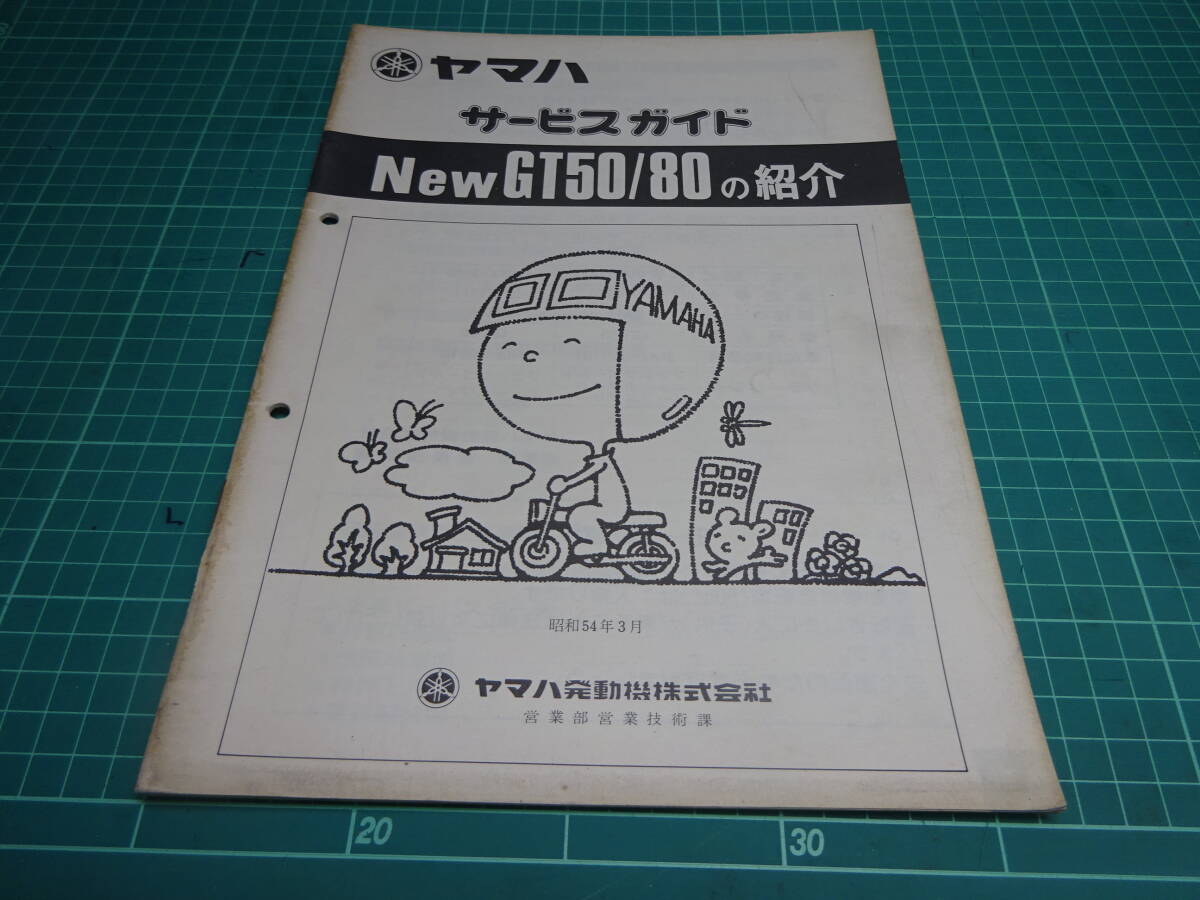 ヤマハ
サービスガイド
New GT50/80の紹介
YAMAHA
昭和54年3月
ヤマハ発動機株式会社
営業部営業技術課
20
30